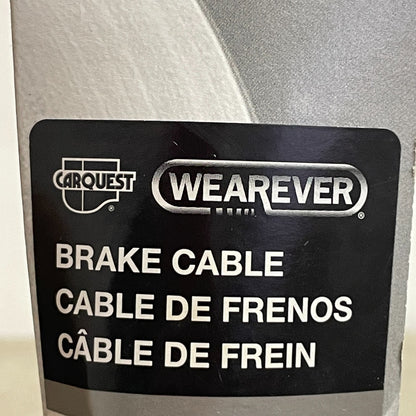 CARQUEST ® WEAREVER ®
BRAKE CABLE
CABLE DE FRENOS
CÂBLE DE FREIN